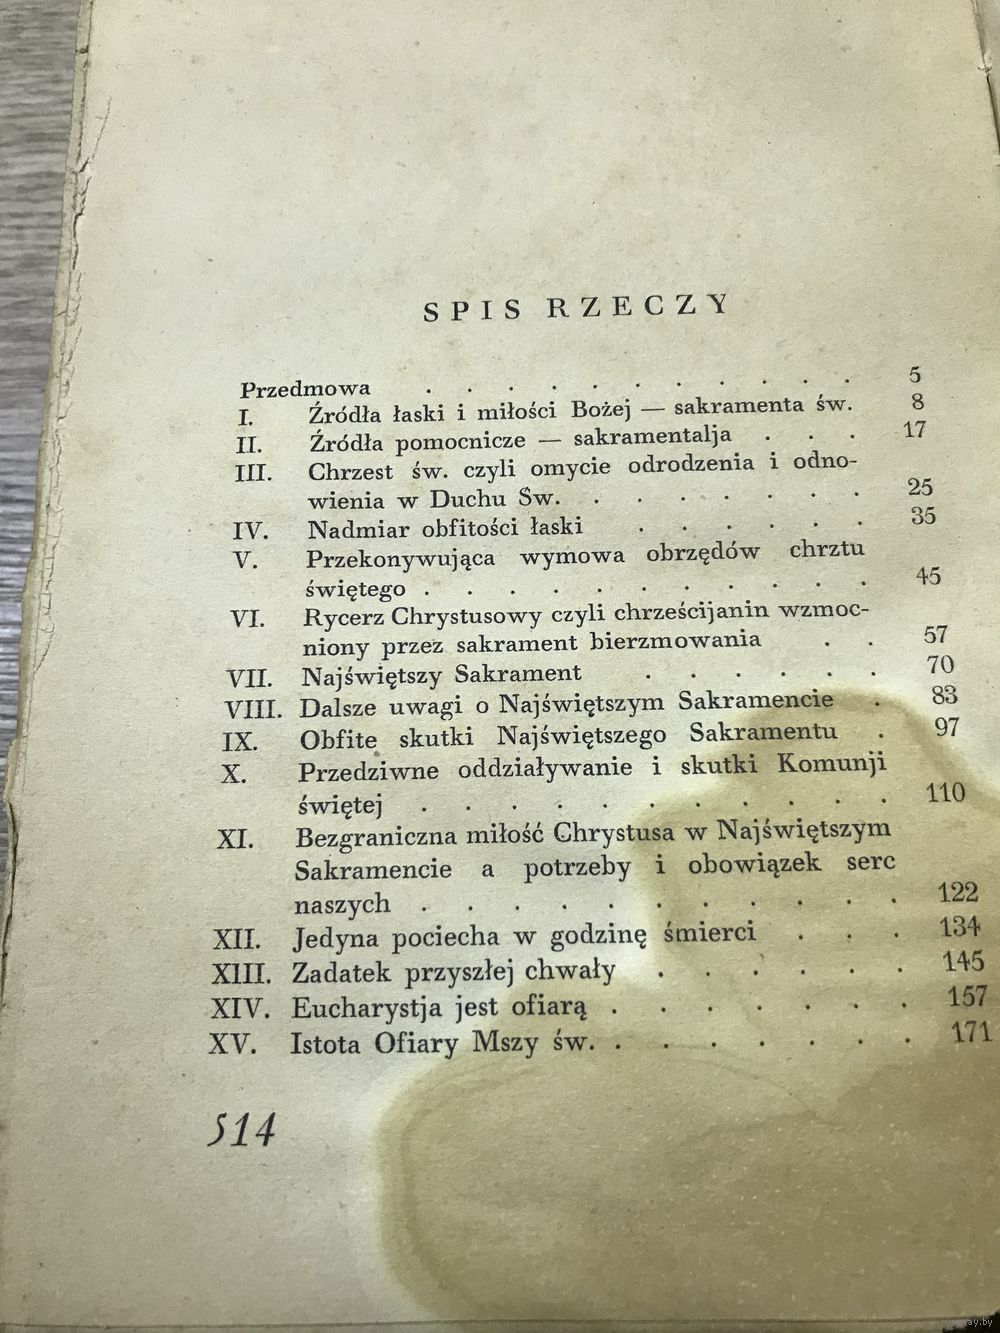 SPIS RZECZY
Przedmowa . . . . . . . . . . . 5
I. Źródła łaski i miłości Bożej — sakramenta św. 8
II. Źródła pomocnicze — sakramentalja . . . 17
III. Chrzest św. czyli omycie odrodzenia i odno-
wienia w Duchu Św. . . . . . . . 25
IV. Nadmiar obfitości łaski . . . . . . 35
V. Przekonywująca wymowa obrzędów chrztu
świętego . . . . . . . . . . . 45
VI. Rycerz Chrystusowy czyli chrześcijanin wzmoc-
niony przez sakrament bierzmowania . . 57
VII. Najświętszy Sakrament . . . . . . 70
VIII. Dalsze uwagi o Najświętszym Sakramencie . 83
IX. Obfite skutki Najświętszego Sakramentu . 97
X. Przedziwne oddziaływanie i skutki Komunji
świętej . . . . . . . . . . . 110
XI. Bezgraniczna miłość Chrystusa w Najświętszym
Sakramencie a potrzeby i obowiązek serc
naszych . . . . . . . . . . . 122
XII. Jedyna pociecha w godzinę śmierci . . . 134
XIII. Zadatek przyszłej chwały . . . . . . 145
XIV. Eucharystja jest ofiarą . . . . . . . 157
XV. Istota Ofiary Mszy św. . . . . . . . 171
514